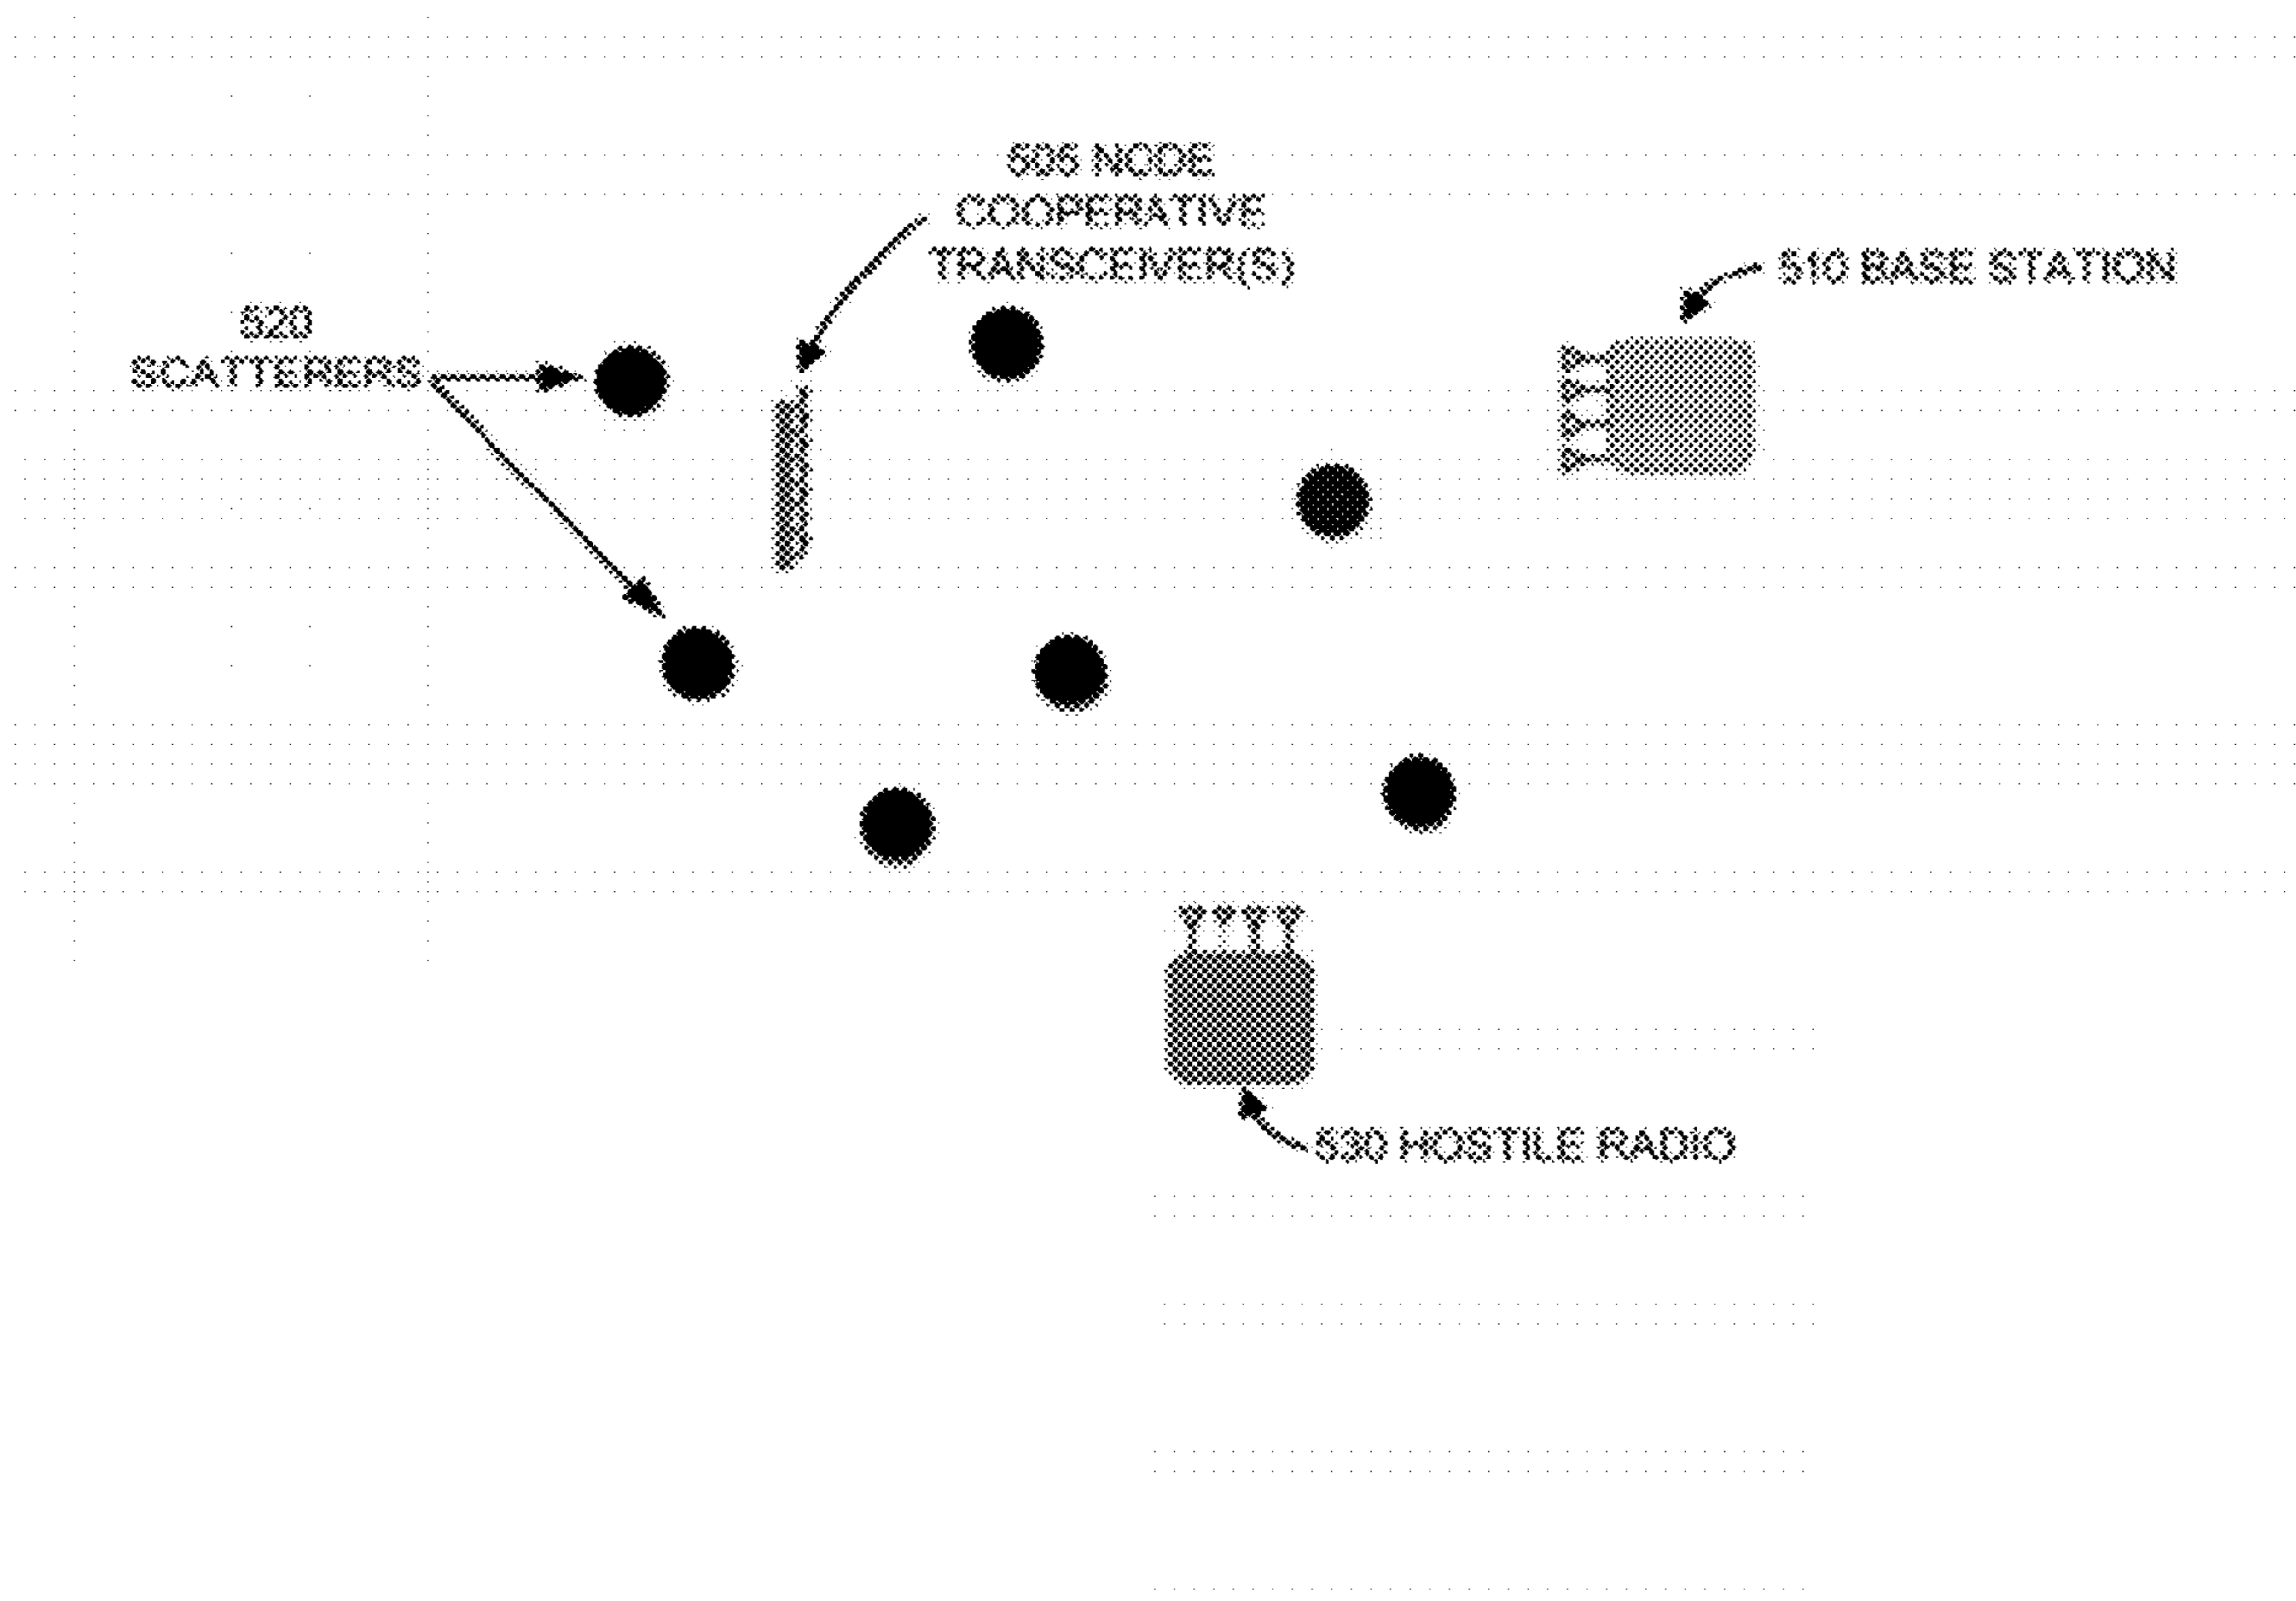 505 NODE
COOPERATIVE
TRANSCEIVER(S)
510 BASE STATION
520
SCATTERERS
530 HOSTILE RADIO